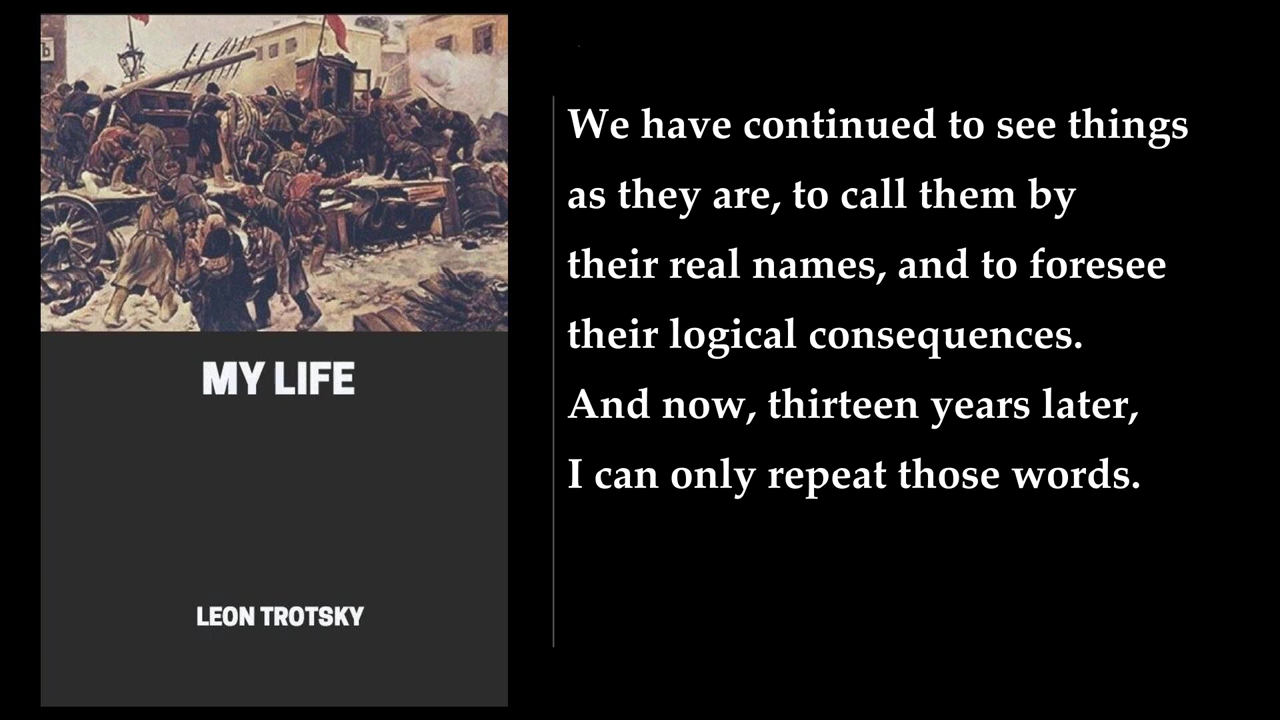 MY LIFE
LEON TROTSKY
We have continued to see things
as they are, to call them by
their real names, and to foresee
their logical consequences.
And now, thirteen years later,
I can only repeat those words.